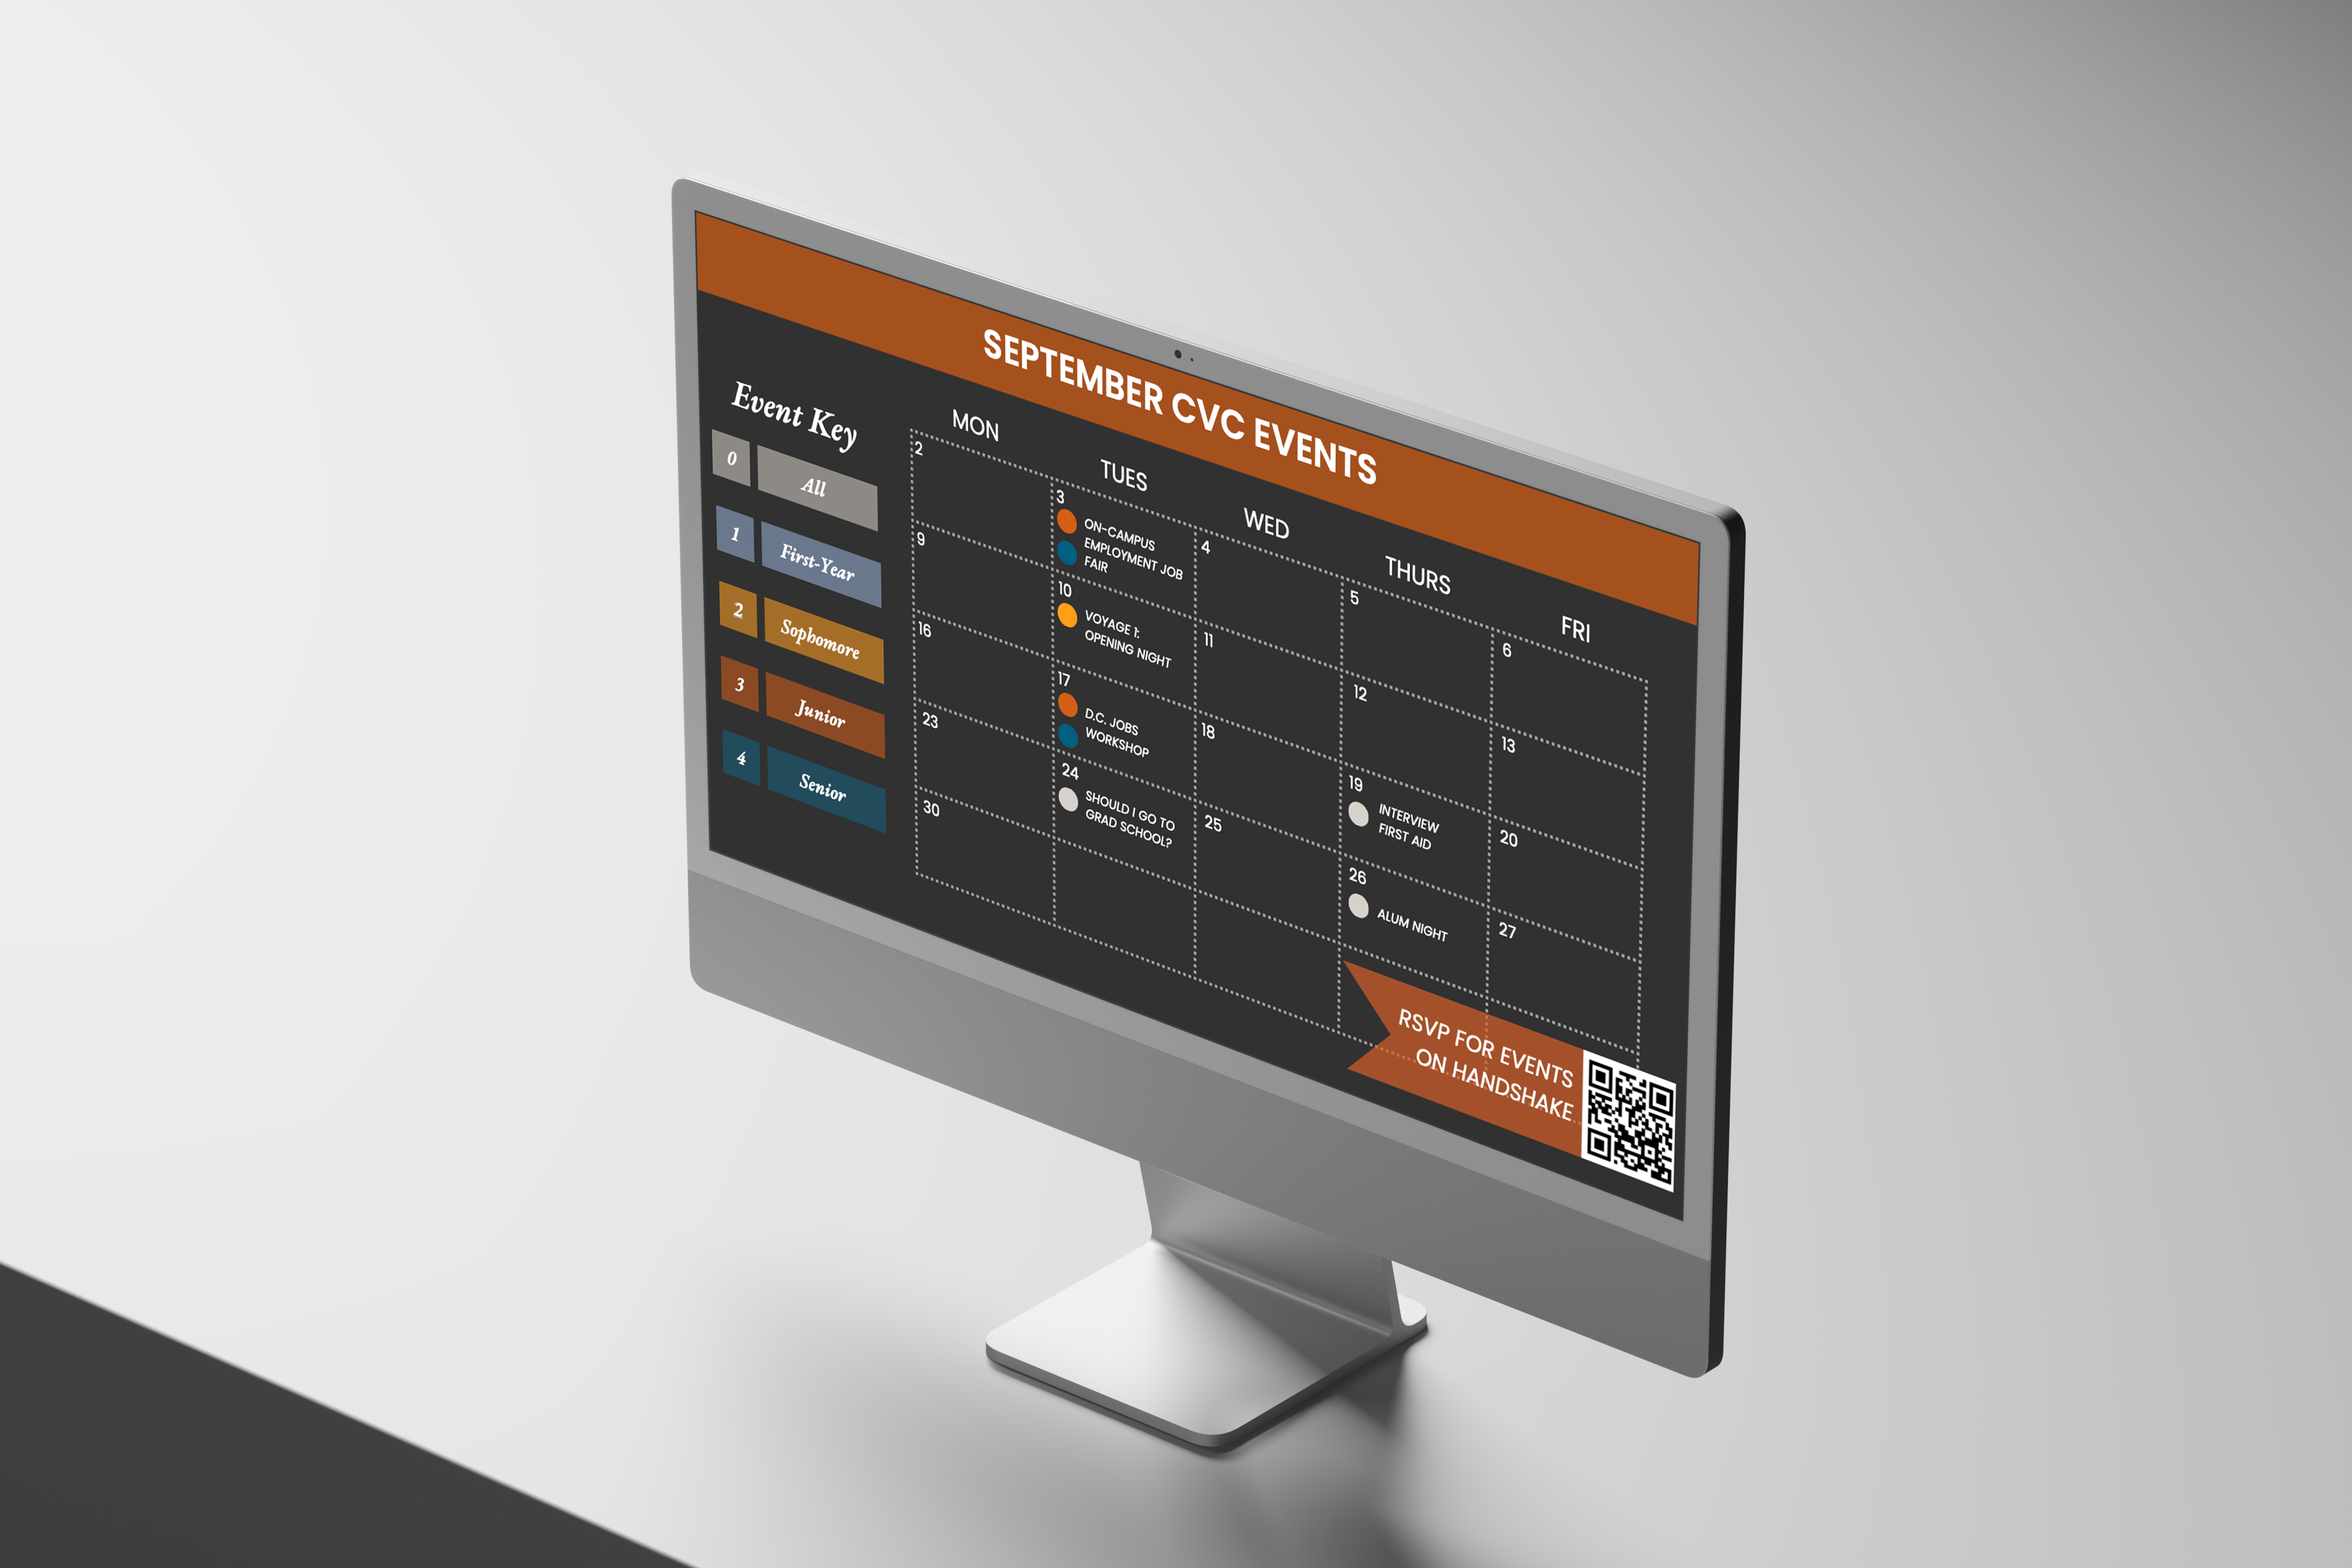 SEPTEMBER CVC EVENTS
Event Key
0 All
1 First-Year
2 Sophomore
3 Junior
4 Senior
MON TUES WED THURS FRI
2
3
ON-CAMPUS
EMPLOYMENT JOB
FAIR
4
5
6
9
10
VOYAGE 1:
OPENING NIGHT
11
12
13
16
17
D.C. JOBS
WORKSHOP
18
19
INTERVIEW
FIRST AID
20
23
24
SHOULD I GO TO
GRAD SCHOOL?
25
26
ALUM NIGHT
27
30
RSVP FOR EVENTS
ON HANDSHAKE